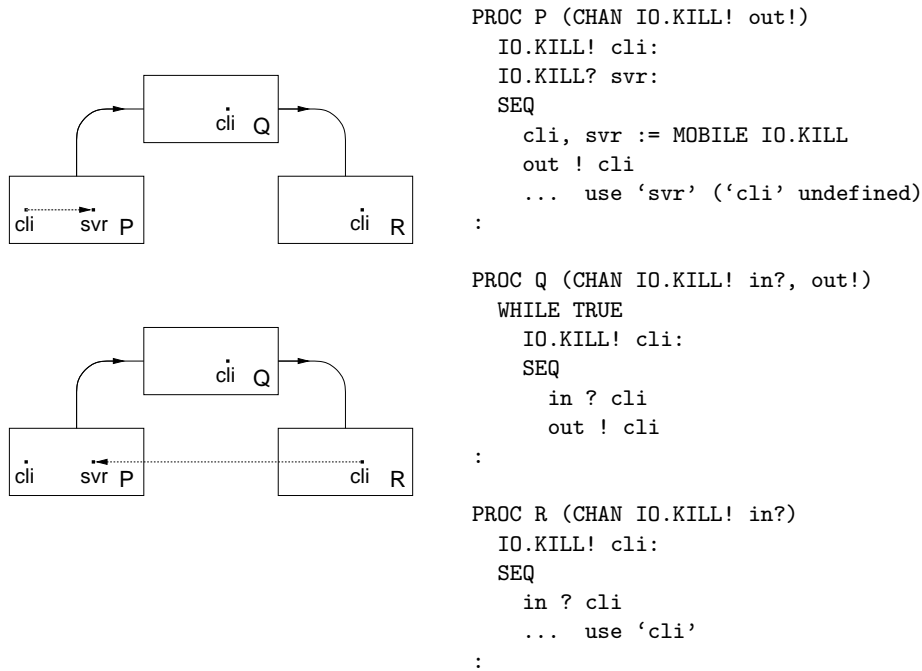 cli Q
cli svr P
cli R
cli Q
cli svr P
cli R
PROC P (CHAN IO.KILL! out!)
IO.KILL! cli:
IO.KILL? svr:
SEQ
cli, svr := MOBILE IO.KILL
out ! cli
... use ‘svr’ (‘cli’ undefined)
:
PROC Q (CHAN IO.KILL! in?, out!)
WHILE TRUE
IO.KILL! cli:
SEQ
in ? cli
out ! cli
:
PROC R (CHAN IO.KILL! in?)
IO.KILL! cli:
SEQ
in ? cli
... use ‘cli’
: